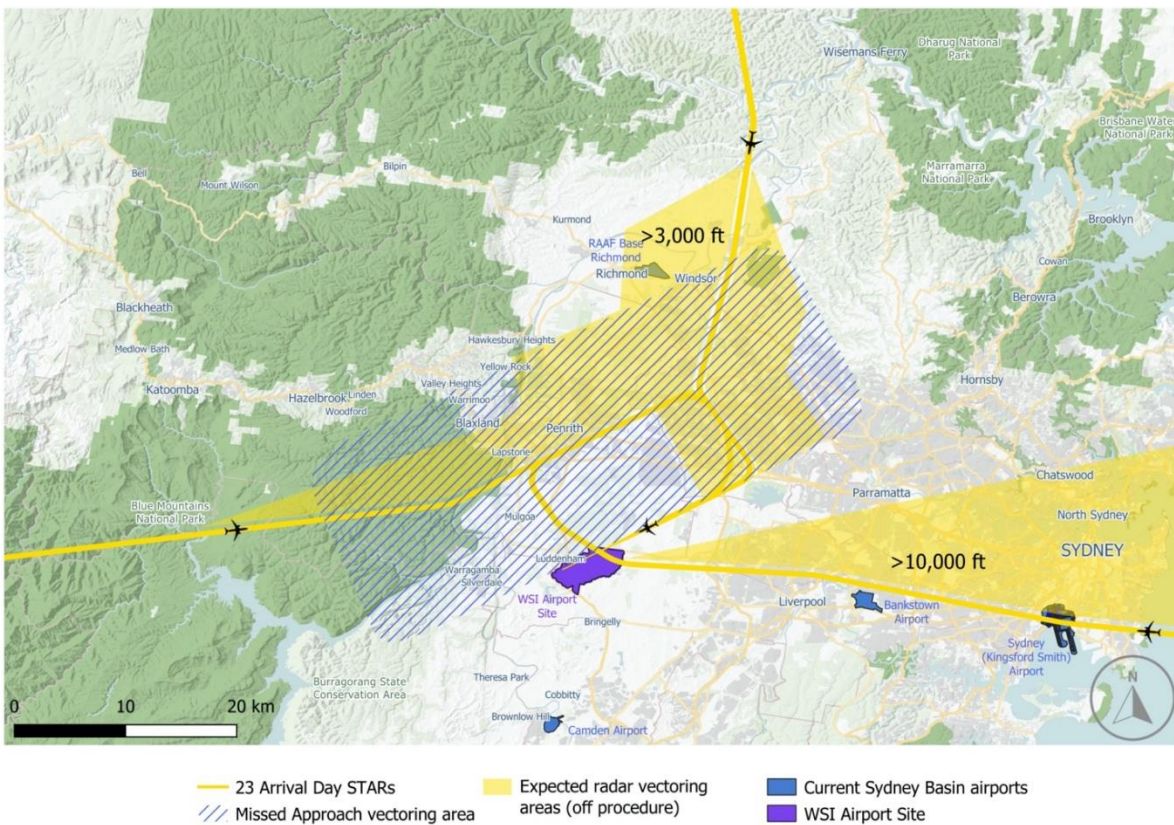 Wisemans Ferry
Dharug National
Park
Brisbane Water
National Park
Bell
Mount Wilson
Bilpin
Marramarra
National Park
Brooklyn
Kurmond
>3,000 ft
RAAF Base
Richmond
Richmond
Windsor
Cowan
Berowra
Blackheath
Medlow Bath
Katoomba
Hawkesbury Heights
Yellow Rock
Valley Heights
Warrimoo
Hazelbrook
Linden
Woodford
Blaxland
Penrith
Hornsby
Lapstone
Blue Mountains
National Park
Mulgoa
Parramatta
Chatswood
North Sydney
SYDNEY
Luddenham
Warragamba
Silverdale
>10,000 ft
WSI Airport
Site
Bringelly
Liverpool
Bankstown
Airport
Sydney
(Kingsford Smith)
Airport
Burragorang State
Conservation Area
Theresa Park
Cobbitty
Brownlow Hill
Camden Airport
0 10 20 km
N
23 Arrival Day STARs
Missed Approach vectoring area
Expected radar vectoring
areas (off procedure)
Current Sydney Basin airports
WSI Airport Site